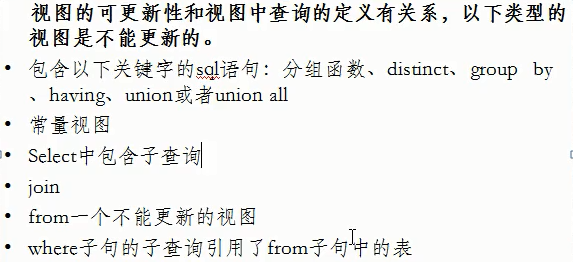 视图的可更新性和视图中查询的定义有关系，以下类型的
视图是不能更新的。
• 包含以下关键字的sql语句：分组函数、distinct、group by
、having、union或者union all
• 常量视图
• Select中包含子查询
• join
• from一个不能更新的视图
• where子句的子查询引用了from子句中的表